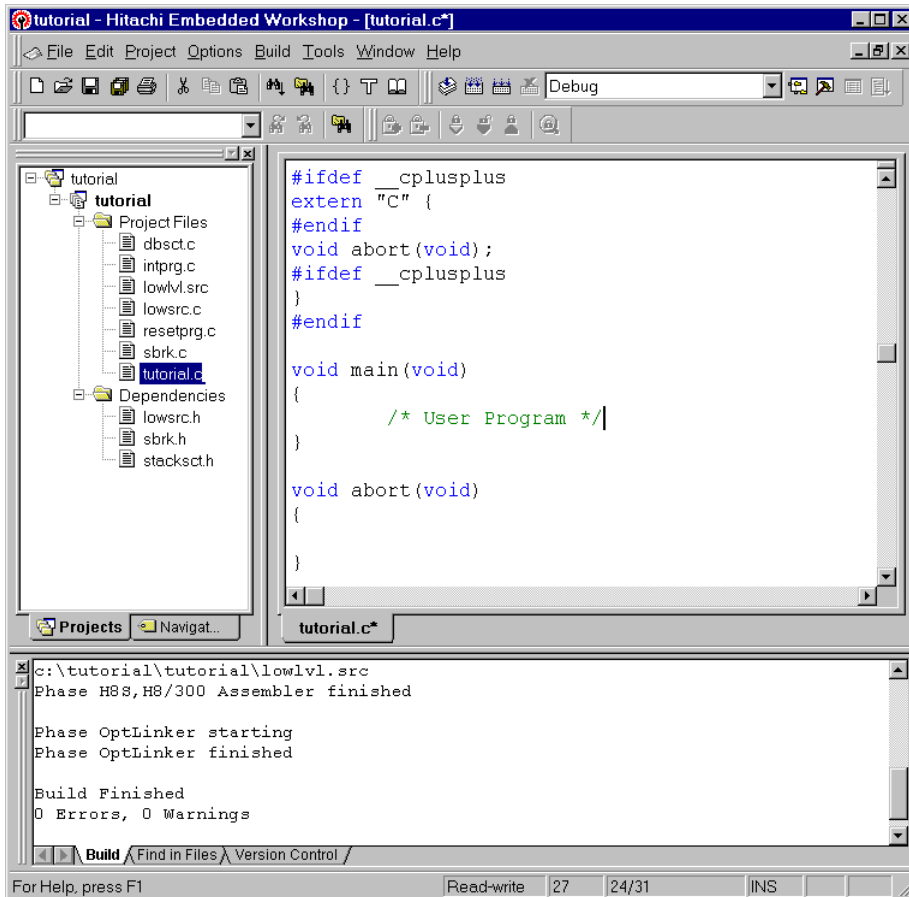 tutorial - Hitachi Embedded Workshop - [tutorial.c*]
File Edit Project Options Build Tools Window Help
Debug
tutorial
tutorial
Project Files
dbsct.c
intprg.c
lowlvl.src
lowsrc.c
resetprg.c
sbrk.c
tutorial.c
Dependencies
lowsrc.h
sbrk.h
stacksct.h
Projects
Navigat...
#ifdef __cplusplus
extern "C" {
#endif
void abort(void);
#ifdef __cplusplus
}
#endif
void main(void)
{
/* User Program */
}
void abort(void)
{
}
tutorial.c*
c:\tutorial\tutorial\lowlvl.src
Phase H8S,H8/300 Assembler finished
Phase OptLinker starting
Phase OptLinker finished
Build Finished
0 Errors, 0 Warnings
Build Find in Files Version Control
For Help, press F1 Read-write 27 24/31 INS